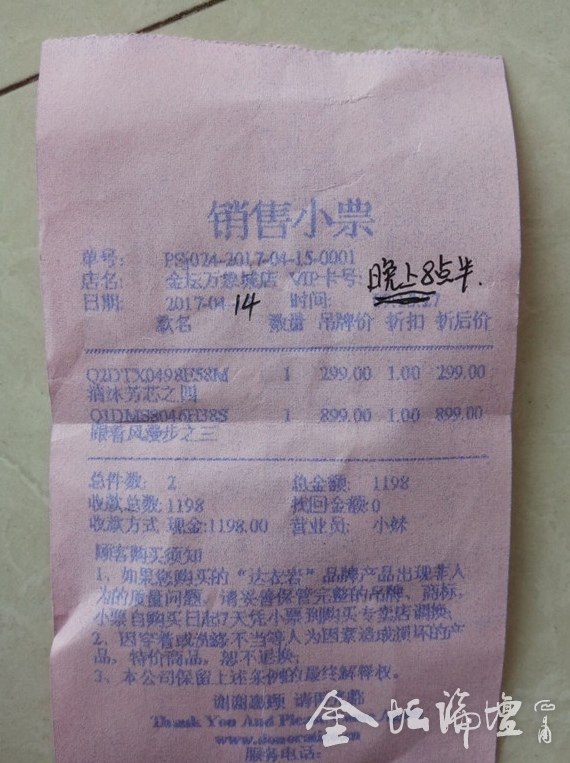 销售小票
单号: PSj024-2017-04-15-0001
店名: 金坛万象城店 VIP卡号: 晚上8点半.
日期: 2017-04-14 时间:
款名 数量 吊牌价 折扣 折后价
Q2DTX0498E58M 1 299.00 1.00 299.00
清沐芳芯之四
Q1DMS8046H38S 1 899.00 1.00 899.00
跟着风漫步之三
总件数: 2 总金额: 1198
收款总数:1198 找回金额:0
收款方式 现金:1198.00 营业员: 小妹
顾客购买须知
1、如果您购买的“达衣岩”品牌产品出现非人
为的质量问题，请妥善保管完整的吊牌、商标，
小票自购买日起7天凭小票到购买专卖店调换;
2、因穿着或洗涤不当等人为因素造成损坏的产
品，特价商品，恕不退换;
3、本公司保留上述条例的最终解释权。
谢谢惠顾 请
Thank You And Please
www.donoratico
服务电话:
金坛论坛